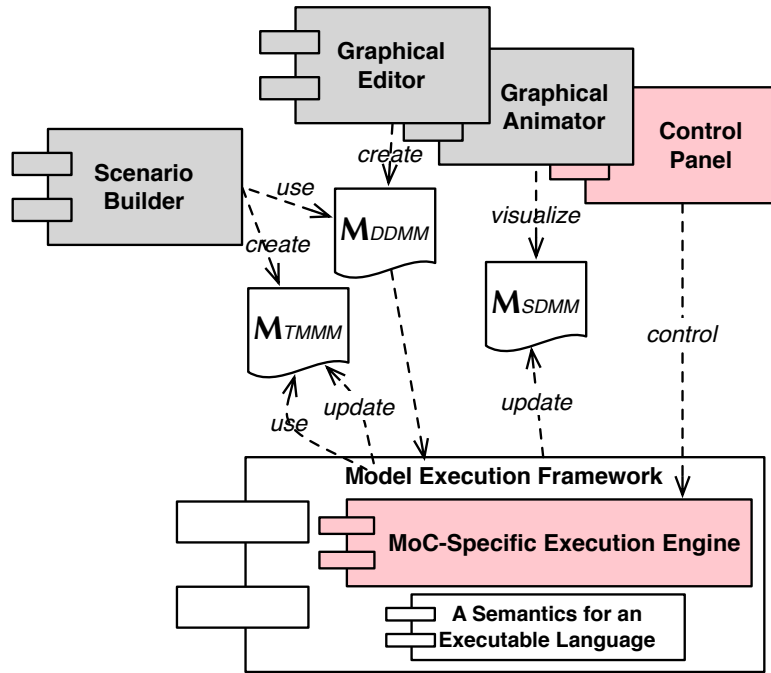 Graphical
Editor
Graphical
Animator
Control
Panel
Scenario
Builder
create
use
visualize
create
MDDMM
MSDMM
MTMMM
control
update
update
use
Model Execution Framework
MoC-Specific Execution Engine
A Semantics for an
Executable Language